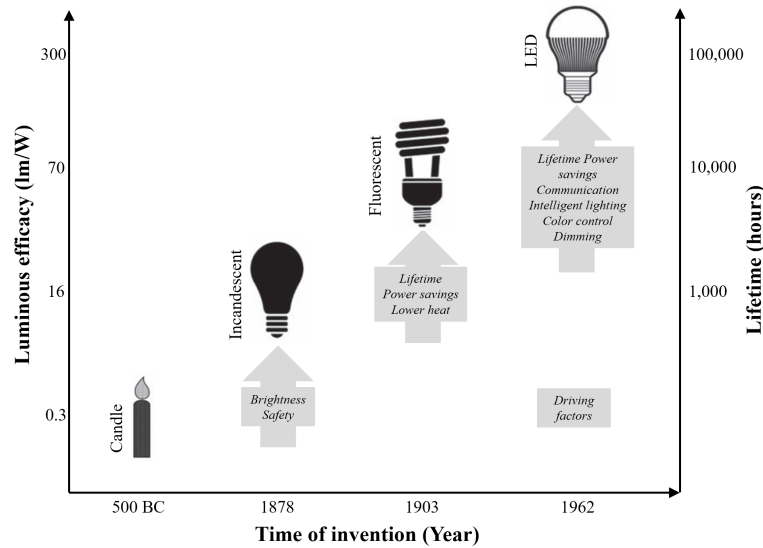 300
70
16
0.3
Luminous efficacy (lm/W)
100,000
10,000
1,000
Lifetime (hours)
LED
Fluorescent
Incandescent
Candle
Lifetime Power
savings
Communication
Intelligent lighting
Color control
Dimming
Lifetime
Power savings
Lower heat
Brightness
Safety
Driving
factors
500 BC
1878
1903
1962
Time of invention (Year)